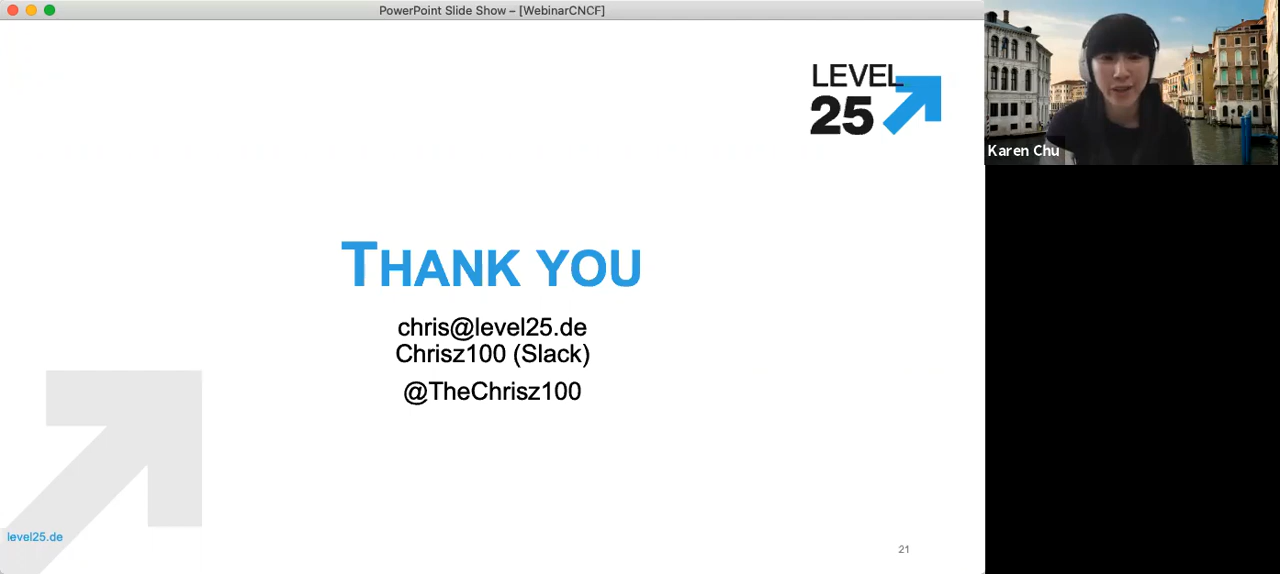 PowerPoint Slide Show – [WebinarCNCF]
LEVEL
25
Karen Chu
THANK YOU
chris@level25.de
Chrisz100 (Slack)
@TheChrisz100
level25.de
21